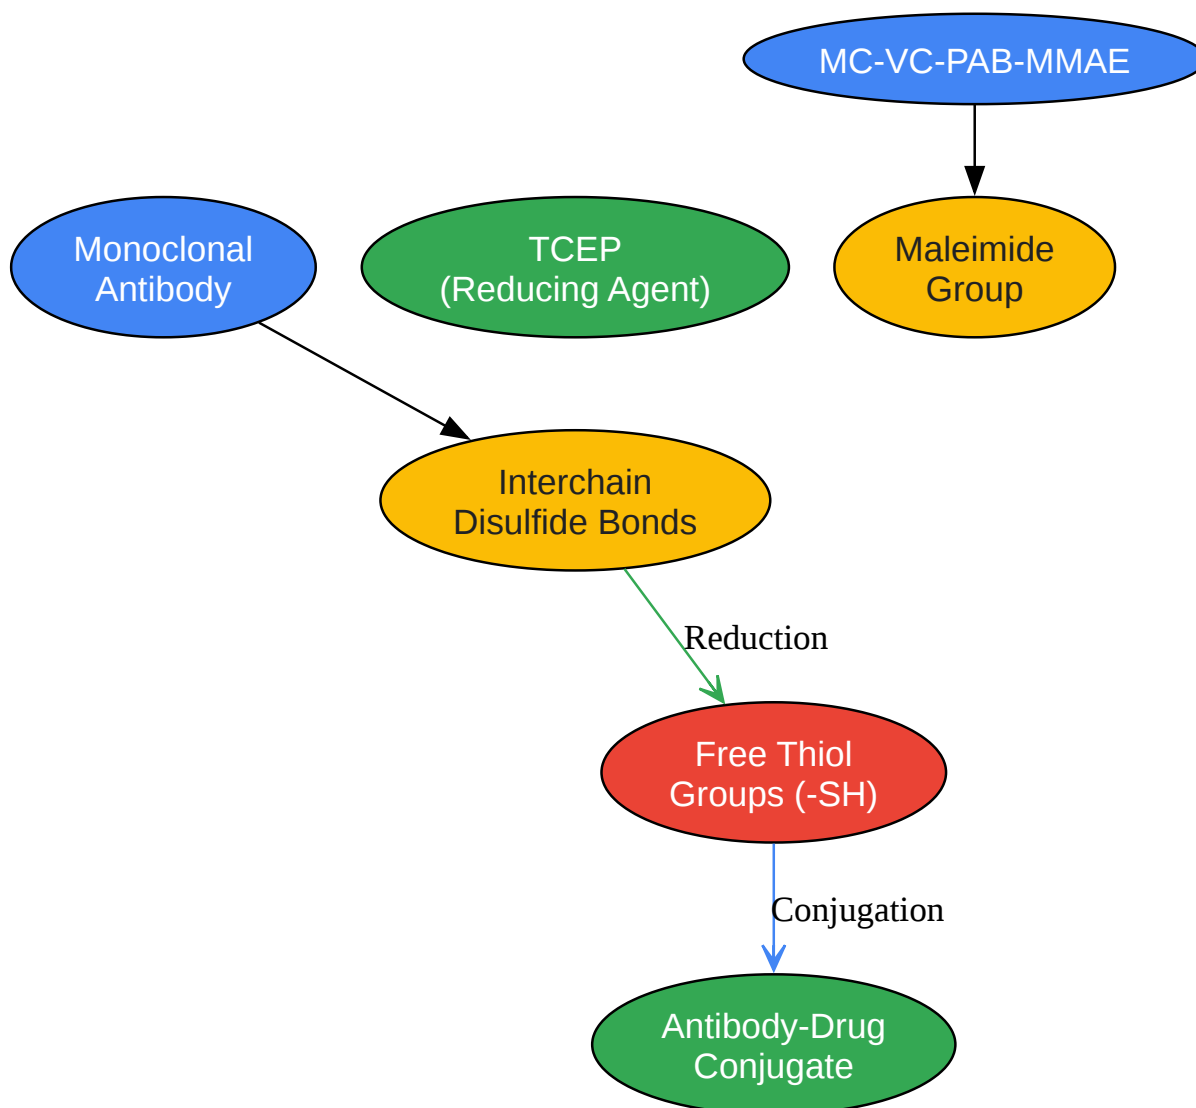 MC-VC-PAB-MMAE
Monoclonal
Antibody
TCEP
(Reducing Agent)
Maleimide
Group
Interchain
Disulfide Bonds
Reduction
Free Thiol
Groups (-SH)
Conjugation
Antibody-Drug
Conjugate